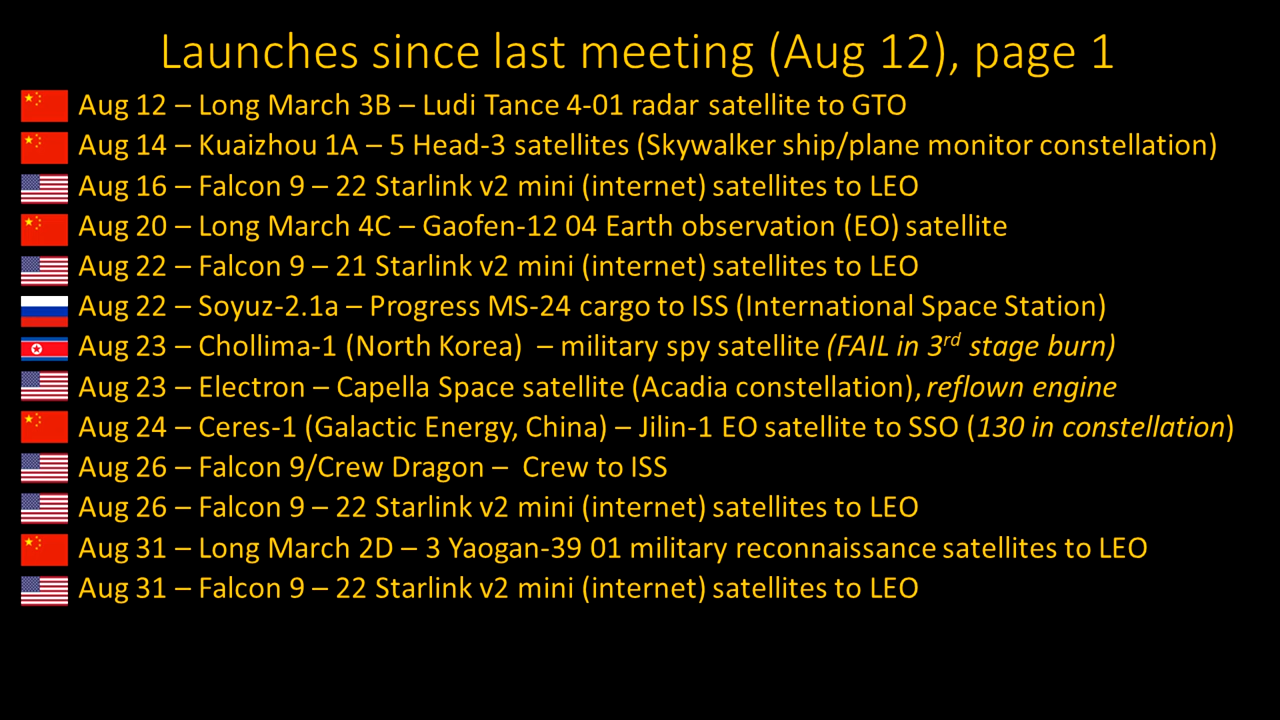 Launches since last meeting (Aug 12), page 1
Aug 12 – Long March 3B – Ludi Tance 4-01 radar satellite to GTO
Aug 14 – Kuaizhou 1A – 5 Head-3 satellites (Skywalker ship/plane monitor constellation)
Aug 16 – Falcon 9 – 22 Starlink v2 mini (internet) satellites to LEO
Aug 20 – Long March 4C – Gaofen-12 04 Earth observation (EO) satellite
Aug 22 – Falcon 9 – 21 Starlink v2 mini (internet) satellites to LEO
Aug 22 – Soyuz-2.1a – Progress MS-24 cargo to ISS (International Space Station)
Aug 23 – Chollima-1 (North Korea)  – military spy satellite (FAIL in 3rd stage burn)
Aug 23 – Electron – Capella Space satellite (Acadia constellation), reflown engine
Aug 24 – Ceres-1 (Galactic Energy, China) – Jilin-1 EO satellite to SSO (130 in constellation)
Aug 26 – Falcon 9/Crew Dragon –  Crew to ISS
Aug 26 – Falcon 9 – 22 Starlink v2 mini (internet) satellites to LEO
Aug 31 – Long March 2D – 3 Yaogan-39 01 military reconnaissance satellites to LEO
Aug 31 – Falcon 9 – 22 Starlink v2 mini (internet) satellites to LEO